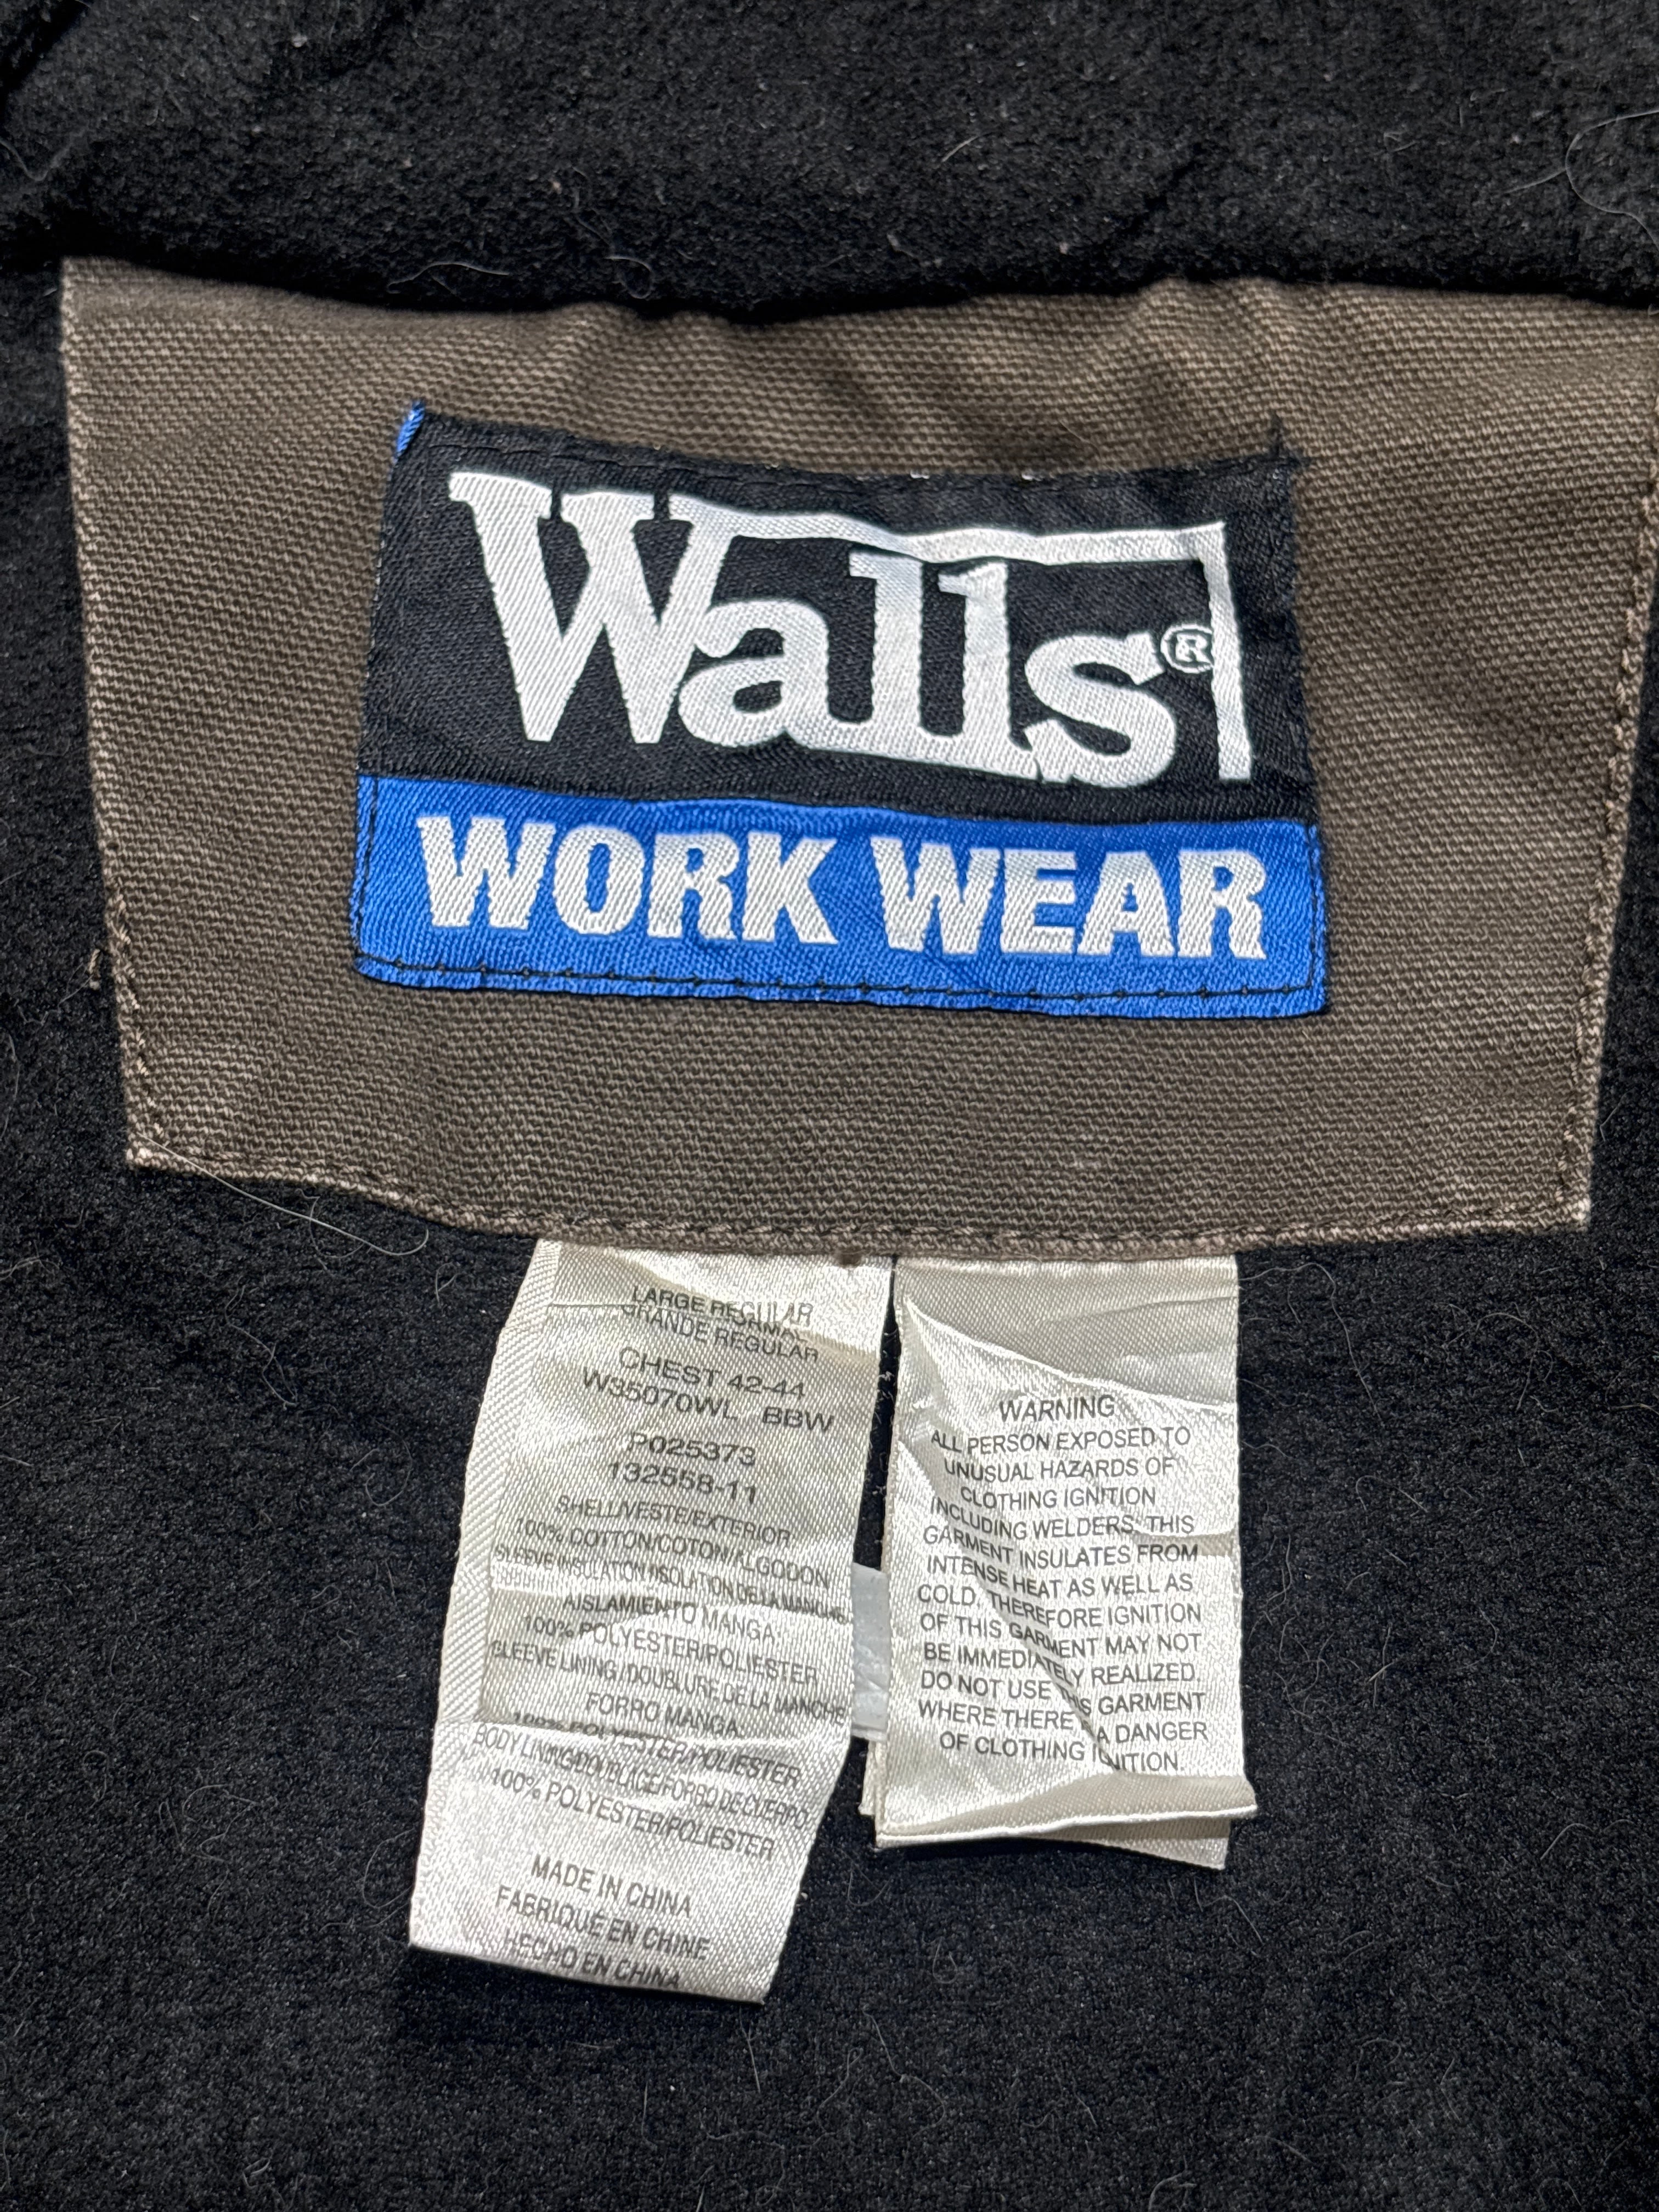 Walls®
WORK WEAR
LARGE REGULAR
GRANDE REGULAR
CHEST 42-44
W35070WL BBW
P025373
132558-11
SHELL/VESTE/EXTERIOR
100% COTTON/COTON/ALGODON
SLEEVE INSULATION/ISOLATION DE LA MANCHE
AISLAMIENTO MANGA:
100% POLYESTER/POLIESTER
SLEEVE LINING/DOUBLURE DE LA MANCHE
FORRO MANGA:
100% POLYESTER/POLIESTER
BODY LINING/DOUBLAGE/FORRO DE CUERPO
100% POLYESTER/POLIESTER
MADE IN CHINA
FABRIQUÉ EN CHINE
HECHO EN CHINA
WARNING
ALL PERSON EXPOSED TO
UNUSUAL HAZARDS OF
CLOTHING IGNITION
INCLUDING WELDERS: THIS
GARMENT INSULATES FROM
INTENSE HEAT AS WELL AS
COLD. THEREFORE IGNITION
OF THIS GARMENT MAY NOT
BE IMMEDIATELY REALIZED
DO NOT USE THIS GARMENT
WHERE THERE A DANGER
OF CLOTHING IGNITION.